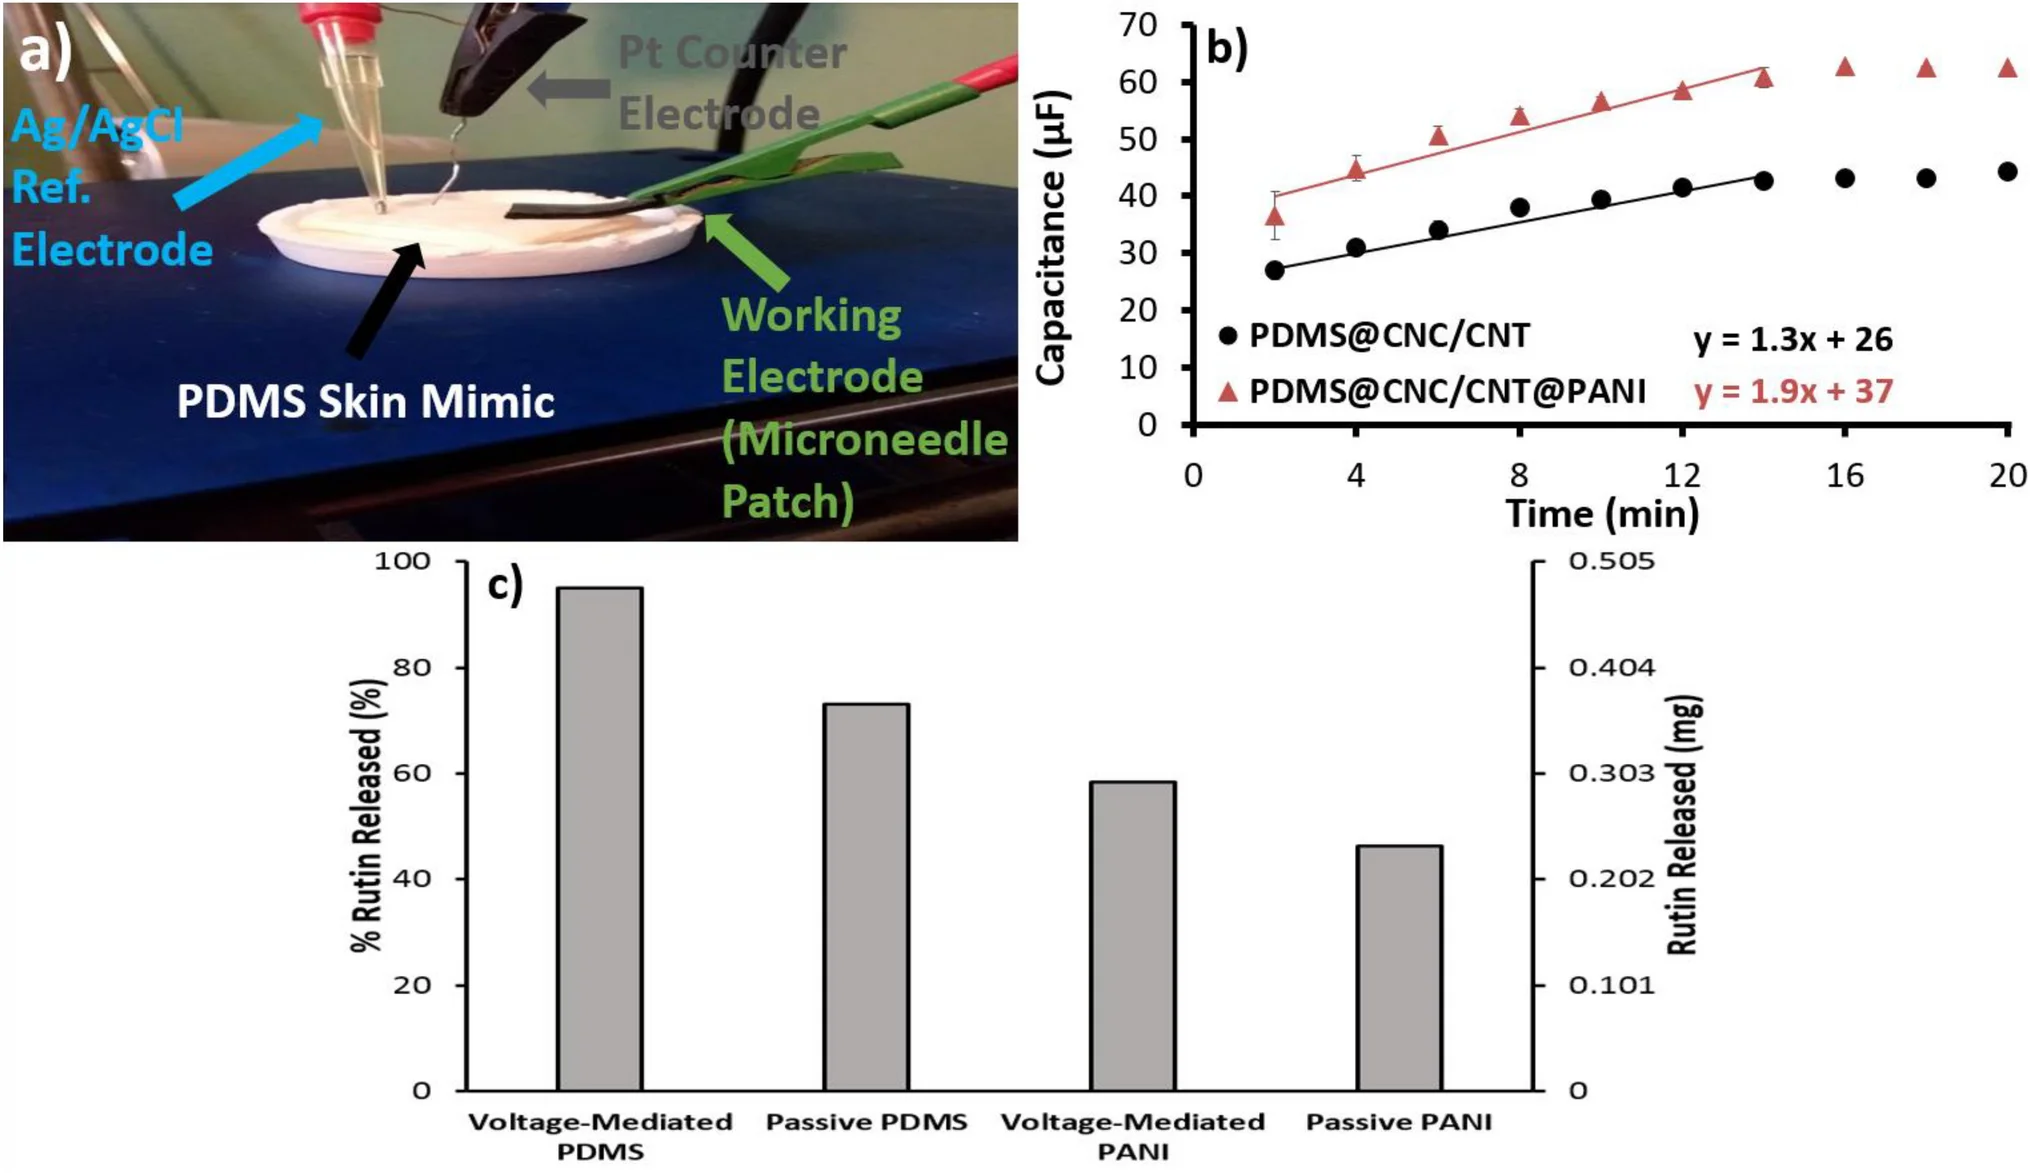 a)
Ag/AgCl
Ref.
Electrode
Pt Counter
Electrode
PDMS Skin Mimic
Working
Electrode
(Microneedle
Patch)
b)
Capacitance (µF)
70
60
50
40
30
20
10
0
PDMS@CNC/CNT y = 1.3x + 26
PDMS@CNC/CNT@PANI y = 1.9x + 37
0 4 8 12 16 20
Time (min)
c)
% Rutin Released (%)
100
80
60
40
20
0
0.505
0.404
0.303
0.202
0.101
0
Rutin Released (mg)
Voltage-Mediated
PDMS
Passive PDMS
Voltage-Mediated
PANI
Passive PANI